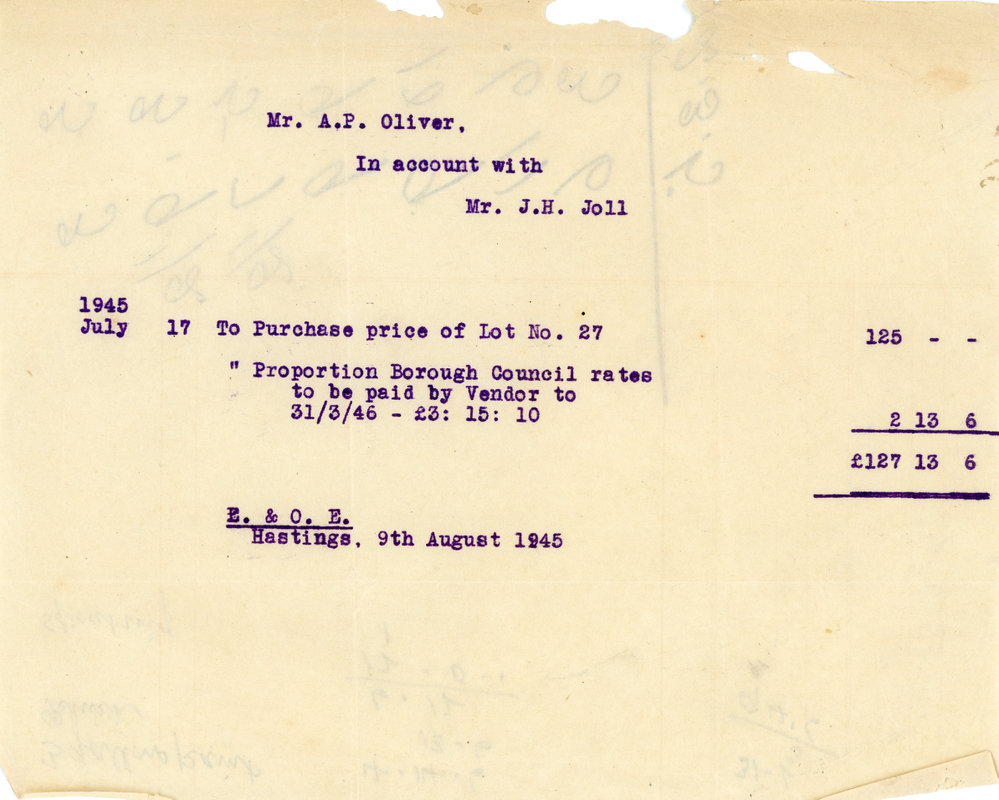 Mr. A.P. Oliver,
In account with
Mr. J.H. Joll
1945
July 17 To Purchase price of Lot No. 27 125 - -
" Proportion Borough Council rates
to be paid by Vendor to
31/3/46 - £3: 15: 10 2 13 6
£127 13 6
E. & O. E.
Hastings, 9th August 1945